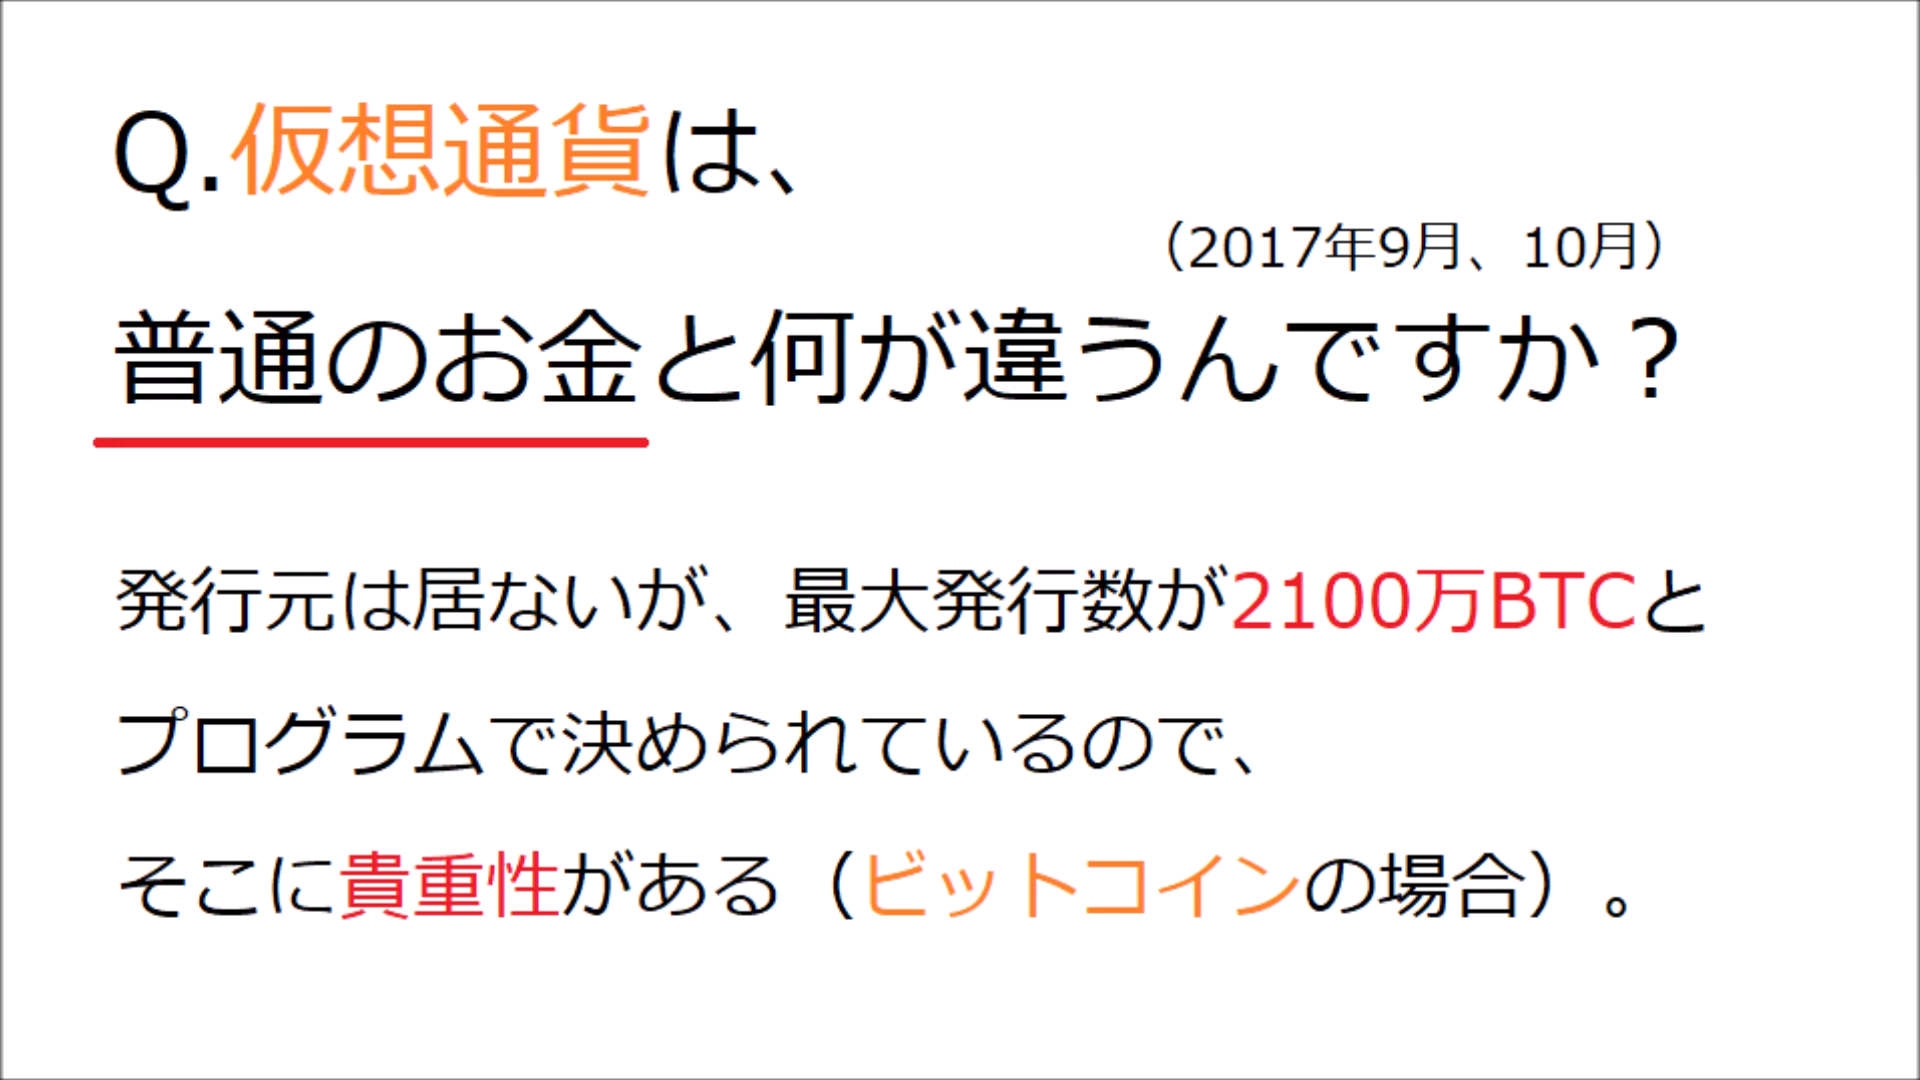 Q.仮想通貨は、
（2017年9月、10月）
普通のお金と何が違うんですか？
発行元は居ないが、最大発行数が2100万BTCと
プログラムで決められているので、
そこに貴重性がある（ビットコインの場合）。